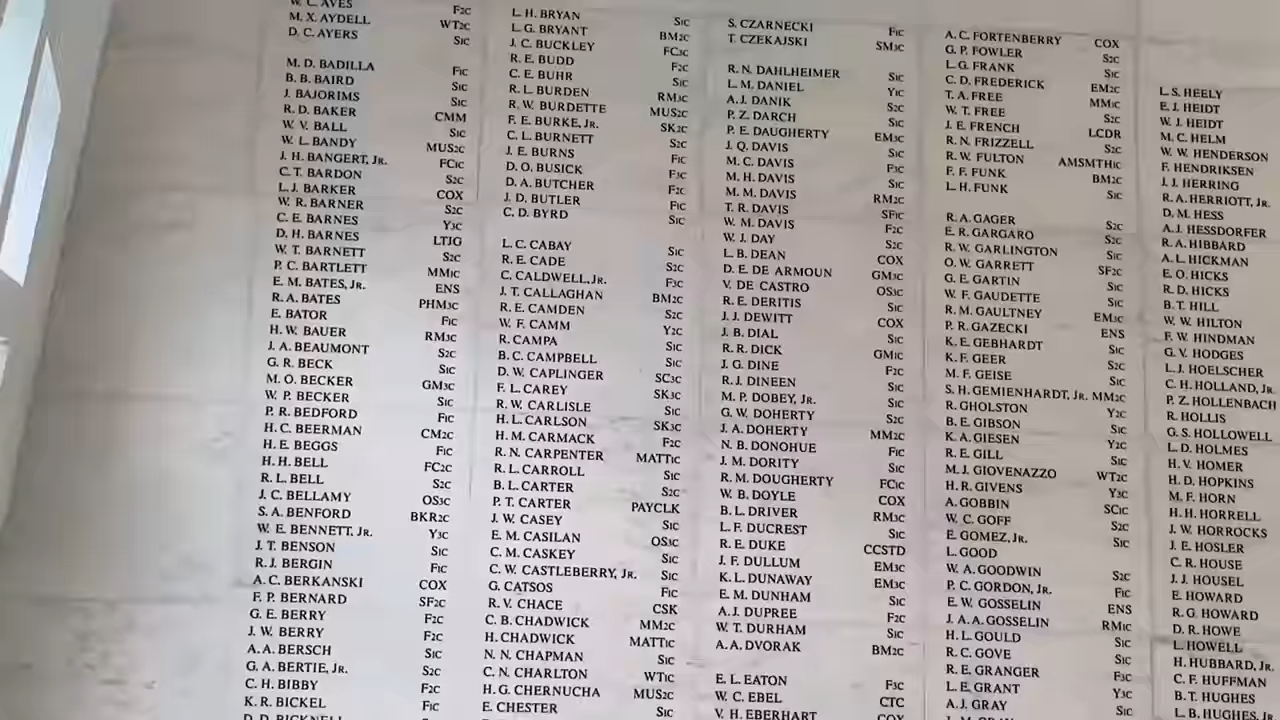 W. C. AVES F2C
M. X. AYDELL WT2C
D. C. AYERS S1C
M. D. BADILLA F1C
B. B. BAIRD S1C
J. BAJORIMS S1C
R. D. BAKER CMM
W. V. BALL S1C
W. L. BANDY MUS2C
J. H. BANGERT, JR. FC1C
C. T. BARDON S2C
L. J. BARKER COX
W. R. BARNER S2C
C. E. BARNES Y3C
D. H. BARNES LTJG
W. T. BARNETT S2C
P. C. BARTLETT MM1C
E. M. BATES, JR. ENS
R. A. BATES PHM3C
E. BATOR F1C
H. W. BAUER RM3C
J. A. BEAUMONT S2C
G. R. BECK S1C
M. O. BECKER GM3C
W. P. BECKER S1C
P. R. BEDFORD F1C
H. C. BEERMAN CM2C
H. E. BEGGS F1C
H. H. BELL FC2C
R. L. BELL S2C
J. C. BELLAMY OS3C
S. A. BENFORD BKR2C
W. E. BENNETT, JR. Y3C
J. T. BENSON S1C
R. J. BERGIN F1C
A. C. BERKANSKI COX
F. P. BERNARD SF2C
G. E. BERRY F2C
J. W. BERRY F2C
A. A. BERSCH S1C
G. A. BERTIE, JR. S2C
C. H. BIBBY F2C
K. R. BICKEL F1C
D. D. BICKNELL
L. H. BRYAN S1C
L. G. BRYANT BM2C
J. C. BUCKLEY FC3C
R. E. BUDD F2C
C. E. BUHR S1C
R. L. BURDEN RM3C
R. W. BURDETTE MUS2C
F. E. BURKE, JR. SK2C
C. L. BURNETT S2C
J. E. BURNS F1C
D. O. BUSICK F3C
D. A. BUTCHER F2C
J. D. BUTLER F1C
C. D. BYRD S1C
L. C. CABAY S1C
R. E. CADE S2C
C. CALDWELL, JR. F3C
J. T. CALLAGHAN BM2C
R. E. CAMDEN S2C
W. F. CAMM Y2C
R. CAMPA S1C
B. C. CAMPBELL S1C
D. W. CAPLINGER SC3C
F. L. CAREY SK3C
R. W. CARLISLE S1C
H. L. CARLSON SK3C
H. M. CARMACK F2C
R. N. CARPENTER MATT1C
R. L. CARROLL S1C
B. L. CARTER S2C
P. T. CARTER PAYCLK
J. W. CASEY S1C
E. M. CASILAN OS3C
C. M. CASKEY S1C
C. W. CASTLEBERRY, JR. S1C
G. CATSOS F1C
R. V. CHACE CSK
C. B. CHADWICK MM2C
H. CHADWICK MATT1C
N. N. CHAPMAN S1C
C. N. CHARLTON WT1C
H. G. CHERNUCHA MUS2C
E. CHESTER S1C
S. CZARNECKI F1C
T. CZEKAJSKI SM3C
R. N. DAHLHEIMER S1C
L. M. DANIEL Y1C
A. J. DANIK S2C
P. Z. DARCH S1C
P. E. DAUGHERTY EM3C
J. Q. DAVIS S1C
M. C. DAVIS F3C
M. H. DAVIS S1C
M. M. DAVIS RM2C
T. R. DAVIS SF1C
W. M. DAVIS F2C
W. J. DAY S2C
L. B. DEAN COX
D. E. DE ARMOUN GM3C
V. DE CASTRO OS3C
R. E. DERITIS S1C
J. J. DEWITT COX
J. B. DIAL S1C
R. R. DICK GM1C
J. G. DINE F2C
R. J. DINEEN S1C
M. P. DOBEY, JR. S1C
G. W. DOHERTY S2C
J. A. DOHERTY MM2C
N. B. DONOHUE F1C
J. M. DORITY S1C
R. M. DOUGHERTY FC1C
W. B. DOYLE COX
B. L. DRIVER RM3C
L. F. DUCREST S1C
R. E. DUKE CCSTD
J. F. DULLUM EM3C
K. L. DUNAWAY EM3C
E. M. DUNHAM S1C
A. J. DUPREE F2C
W. T. DURHAM S1C
A. A. DVORAK BM2C
E. L. EATON F3C
W. C. EBEL CTC
V. H. EBERHART COX
A. C. FORTENBERRY COX
G. P. FOWLER S2C
L. G. FRANK S1C
C. D. FREDERICK EM2C
T. A. FREE MM1C
W. T. FREE S2C
J. E. FRENCH LCDR
R. N. FRIZZELL S2C
R. W. FULTON AMSMTH1C
F. F. FUNK BM2C
L. H. FUNK S1C
R. A. GAGER S2C
E. R. GARGARO S2C
R. W. GARLINGTON S1C
O. W. GARRETT SF2C
G. E. GARTIN S1C
W. F. GAUDETTE S1C
R. M. GAULTNEY EM3C
P. R. GAZECKI ENS
K. E. GEBHARDT S1C
K. F. GEER S2C
M. F. GEISE S1C
S. H. GEMIENHARDT, JR. MM2C
R. GHOLSTON Y2C
B. E. GIBSON S1C
K. A. GIESEN Y2C
R. E. GILL S1C
M. J. GIOVENAZZO WT2C
H. R. GIVENS Y3C
A. GOBBIN SC1C
W. C. GOFF S2C
E. GOMEZ, JR. S1C
L. GOOD
W. A. GOODWIN S2C
P. C. GORDON, JR. F1C
E. W. GOSSELIN ENS
J. A. A. GOSSELIN RM1C
H. L. GOULD S1C
R. C. GOVE S1C
R. E. GRANGER F3C
L. E. GRANT Y3C
A. J. GRAY S1C
L. S. HEELY
E. J. HEIDT
W. J. HEIDT
M. C. HELM
W. W. HENDERSON
F. HENDRIKSEN
J. J. HERRING
R. A. HERRIOTT, JR.
D. M. HESS
A. J. HESSDORFER
R. A. HIBBARD
A. L. HICKMAN
E. O. HICKS
R. D. HICKS
B. T. HILL
W. W. HILTON
F. W. HINDMAN
G. V. HODGES
L. J. HOELSCHER
C. H. HOLLAND, JR.
P. Z. HOLLENBACH
R. HOLLIS
G. S. HOLLOWELL
L. D. HOLMES
H. V. HOMER
H. D. HOPKINS
M. F. HORN
H. H. HORRELL
J. W. HORROCKS
J. E. HOSLER
C. R. HOUSE
J. J. HOUSEL
E. HOWARD
R. G. HOWARD
D. R. HOWE
L. HOWELL
H. HUBBARD, JR.
C. F. HUFFMAN
B. T. HUGHES
L. B. HUGHES, JR.